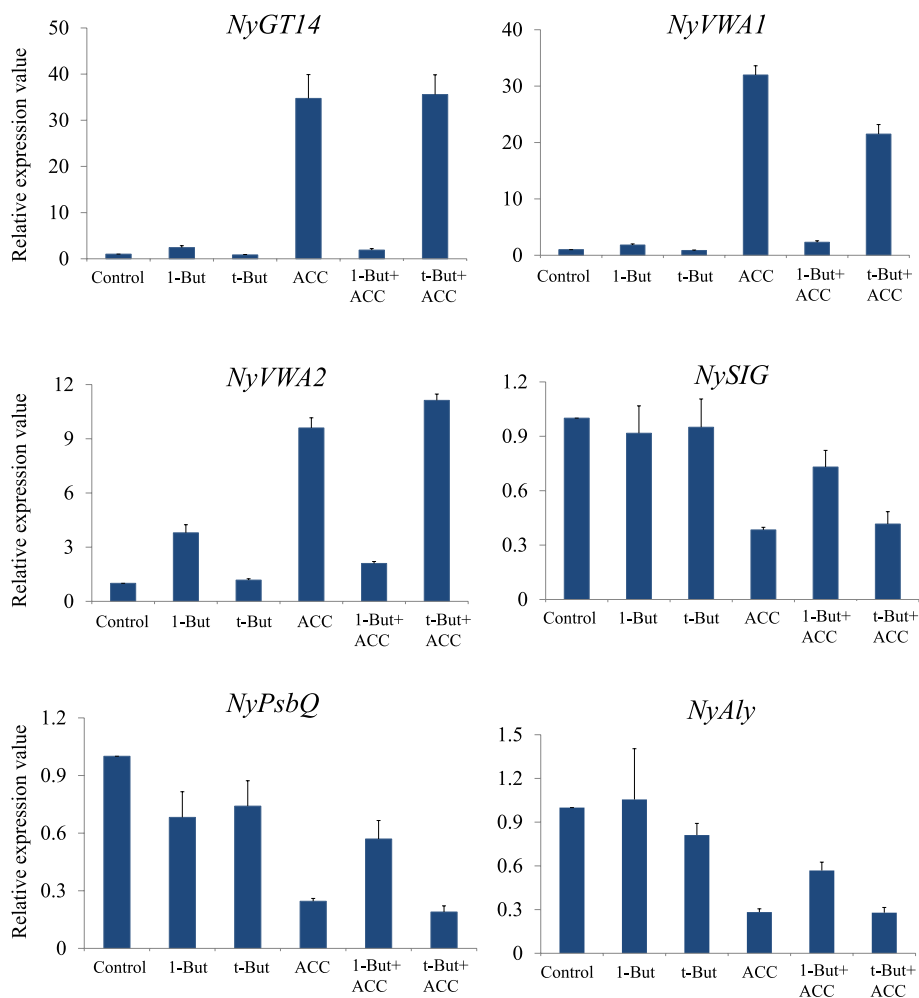 NyGT14
Relative expression value
50
40
30
20
10
0
Control 1-But t-But ACC 1-But+ t-But+
ACC ACC
NyVWA1
40
30
20
10
0
Control 1-But t-But ACC 1-But+ t-But+
ACC ACC
NyVWA2
Relative expression value
12
9
6
3
0
Control 1-But t-But ACC 1-But+ t-But+
ACC ACC
NySIG
1.2
0.9
0.6
0.3
0
Control 1-But t-But ACC 1-But+ t-But+
ACC ACC
NyPsbQ
Relative expression value
1.2
0.9
0.6
0.3
0
Control 1-But t-But ACC 1-But+ t-But+
ACC ACC
NyAly
1.5
1.2
0.9
0.6
0.3
0
Control 1-But t-But ACC 1-But+ t-But+
ACC ACC